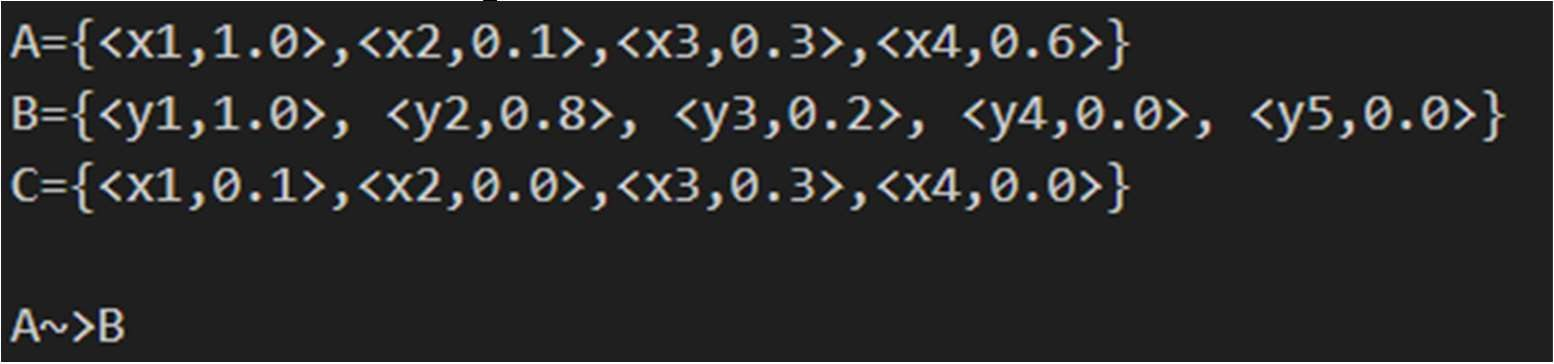 A={<x1,1.0>,<x2,0.1>,<x3,0.3>,<x4,0.6>}
B={<y1,1.0>, <y2,0.8>, <y3,0.2>, <y4,0.0>, <y5,0.0>}
C={<x1,0.1>,<x2,0.0>,<x3,0.3>,<x4,0.0>}
A~>B